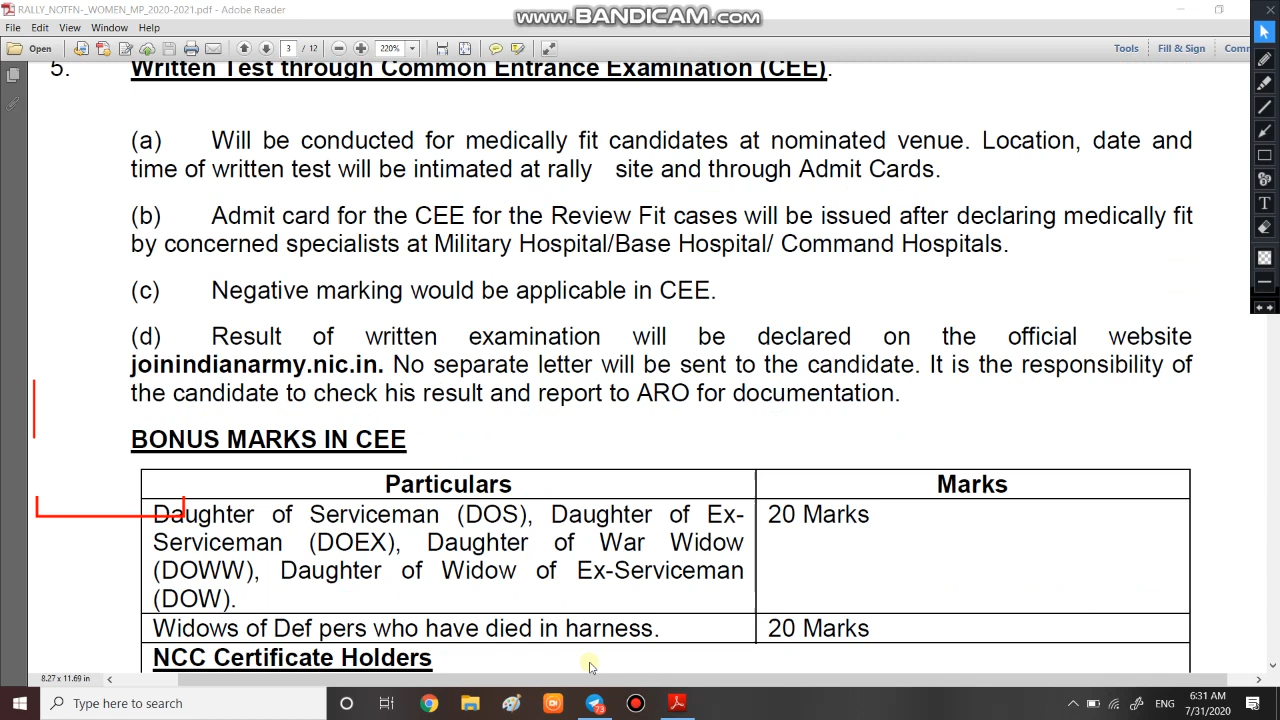 RALLY_NOTFN-_WOMEN_MP_2020-2021.pdf - Adobe Reader
www.BANDICAM.com
File Edit View Window Help
Open 3 / 12 220% Tools Fill & Sign
5. Written Test through Common Entrance Examination (CEE).
(a) Will be conducted for medically fit candidates at nominated venue. Location, date and
time of written test will be intimated at rally site and through Admit Cards.
(b) Admit card for the CEE for the Review Fit cases will be issued after declaring medically fit
by concerned specialists at Military Hospital/Base Hospital/ Command Hospitals.
(c) Negative marking would be applicable in CEE.
(d) Result of written examination will be declared on the official website
joinindianarmy.nic.in. No separate letter will be sent to the candidate. It is the responsibility of
the candidate to check his result and report to ARO for documentation.
BONUS MARKS IN CEE
Particulars Marks
Daughter of Serviceman (DOS), Daughter of Ex- 20 Marks
Serviceman (DOEX), Daughter of War Widow
(DOWW), Daughter of Widow of Ex-Serviceman
(DOW).
Widows of Def pers who have died in harness. 20 Marks
NCC Certificate Holders
8.27 x 11.69 in
Type here to search
73
ENG
6:31 AM
7/31/2020